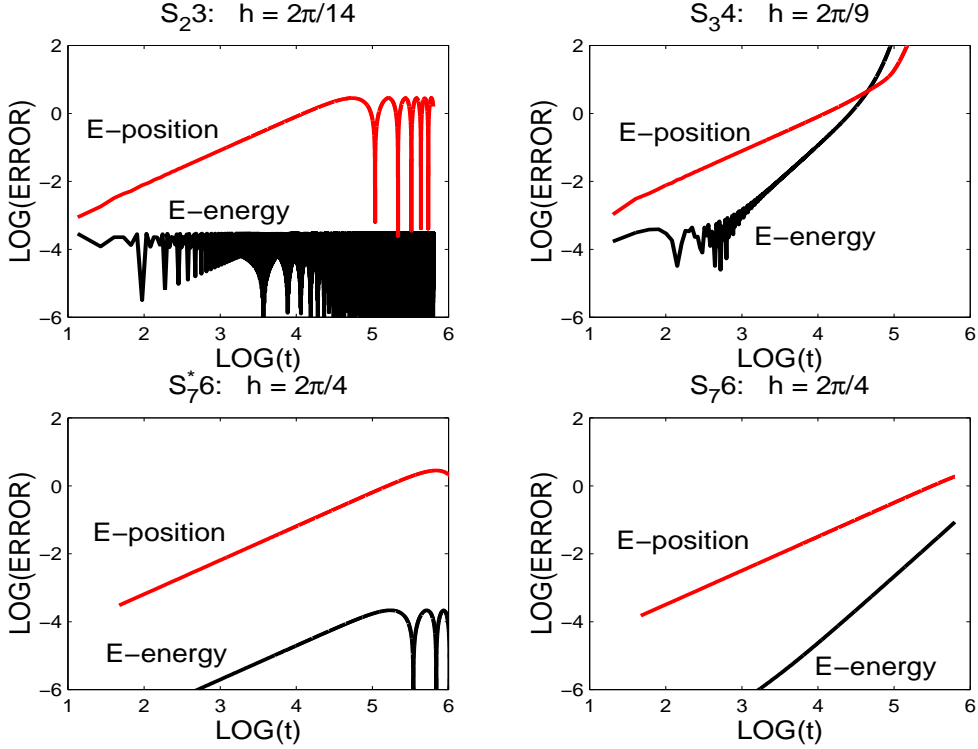 S₂3: h = 2π/14
LOG(ERROR)
2
0
−2
−4
−6
E−position
E−energy
1 2 3 4 5 6
LOG(t)
S₃4: h = 2π/9
LOG(ERROR)
2
0
−2
−4
−6
E−position
E−energy
1 2 3 4 5 6
LOG(t)
S₇*6: h = 2π/4
LOG(ERROR)
2
0
−2
−4
−6
E−position
E−energy
1 2 3 4 5 6
LOG(t)
S₇6: h = 2π/4
LOG(ERROR)
2
0
−2
−4
−6
E−position
E−energy
1 2 3 4 5 6
LOG(t)